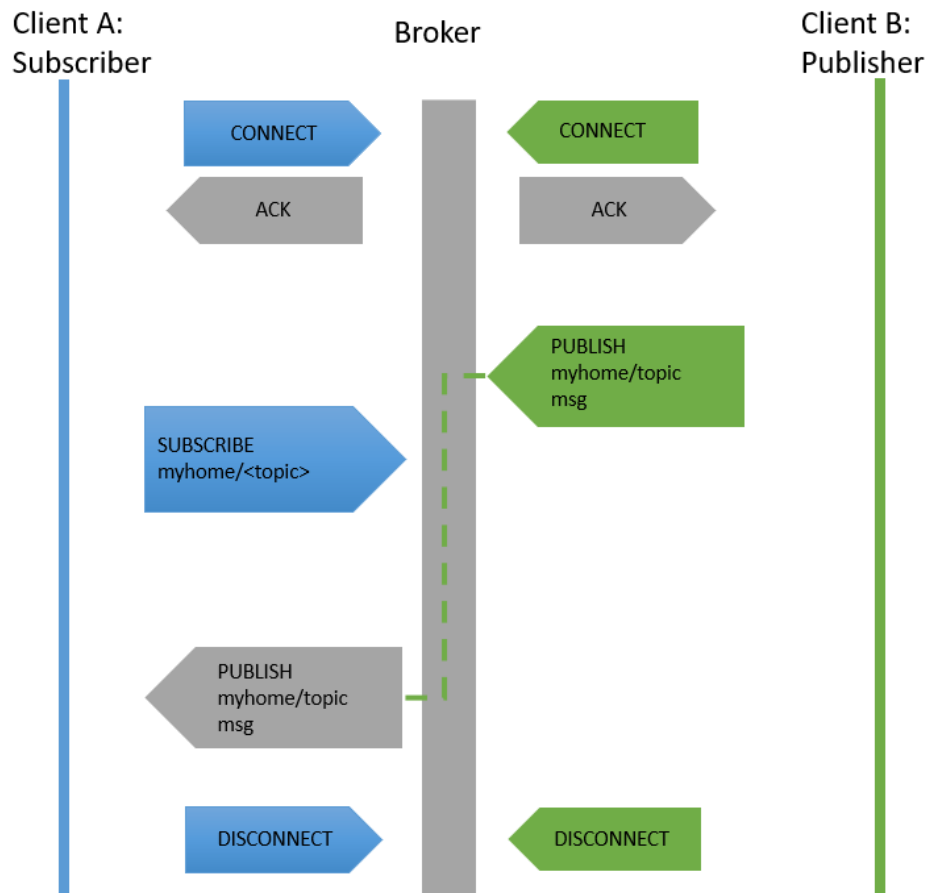 Client A:
Subscriber
Broker
Client B:
Publisher
CONNECT
CONNECT
ACK
ACK
PUBLISH
myhome/topic
msg
SUBSCRIBE
myhome/<topic>
PUBLISH
myhome/topic
msg
DISCONNECT
DISCONNECT